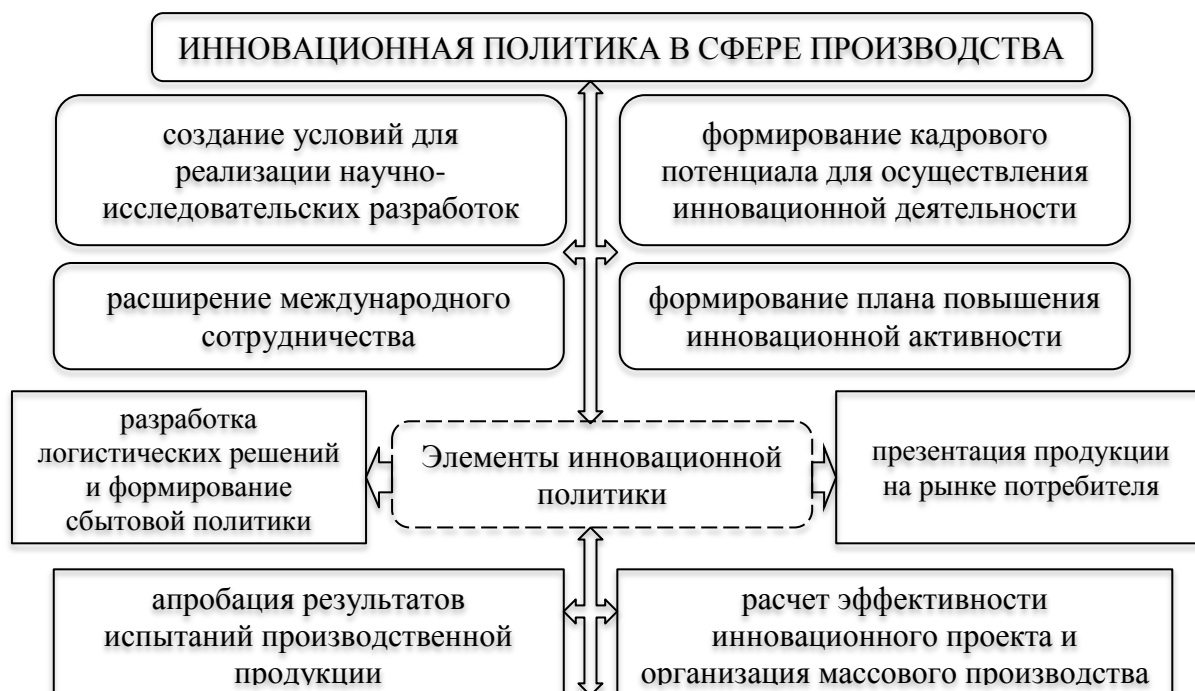 ИННОВАЦИОННАЯ ПОЛИТИКА В СФЕРЕ ПРОИЗВОДСТВА
создание условий для
реализации научно-
исследовательских разработок
формирование кадрового
потенциала для осуществления
инновационной деятельности
расширение международного
сотрудничества
формирование плана повышения
инновационной активности
разработка
логистических решений
и формирование
сбытовой политики
Элементы инновационной
политики
презентация продукции
на рынке потребителя
апробация результатов
испытаний производственной
продукции
расчет эффективности
инновационного проекта и
организация массового производства